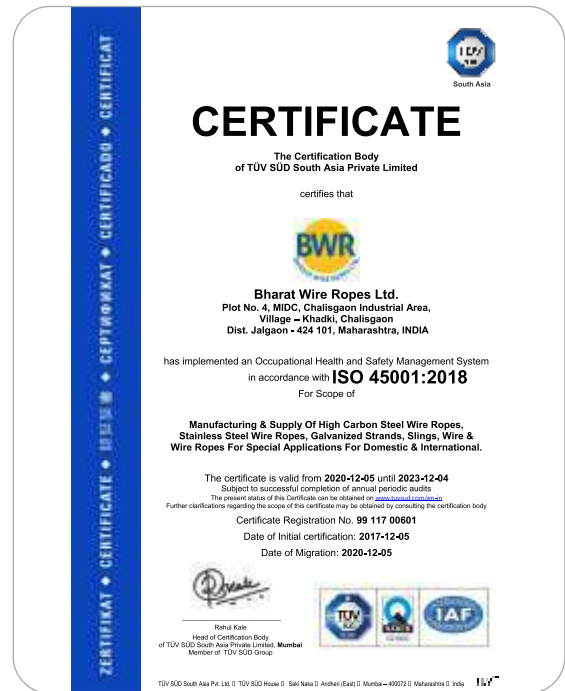 South Asia
CERTIFICATE
The Certification Body
of TÜV SÜD South Asia Private Limited
certifies that
BWR
Bharat Wire Ropes Ltd.
Plot No. 4, MIDC, Chalisgaon Industrial Area,
Village – Khadki, Chalisgaon
Dist. Jalgaon - 424 101, Maharashtra, INDIA
has implemented an Occupational Health and Safety Management System
in accordance with ISO 45001:2018
For Scope of
Manufacturing & Supply Of High Carbon Steel Wire Ropes,
Stainless Steel Wire Ropes, Galvanized Strands, Slings, Wire &
Wire Ropes For Special Applications For Domestic & International.
The certificate is valid from 2020-12-05 until 2023-12-04
Subject to successful completion of annual periodic audits
The present status of this Certificate can be obtained on www.tuvsud.com/en-in
Further clarifications regarding the scope of this certificate may be obtained by consulting the certification body
Certificate Registration No. 99 117 00601
Date of Initial certification: 2017-12-05
Date of Migration: 2020-12-05
Rahul Kale
Head of Certification Body
of TÜV SÜD South Asia Private Limited, Mumbai
Member of TÜV SÜD Group
TÜV
IAF
TÜV SÜD South Asia Pvt. Ltd. TÜV SÜD House Saki Naka Andheri (East) Mumbai – 400072 Maharashtra India
ZERTIFIKAT ◆ CERTIFICATE ◆ ◆ СЕРТИФИКАТ ◆ CERTIFICADO ◆ CERTIFICAT